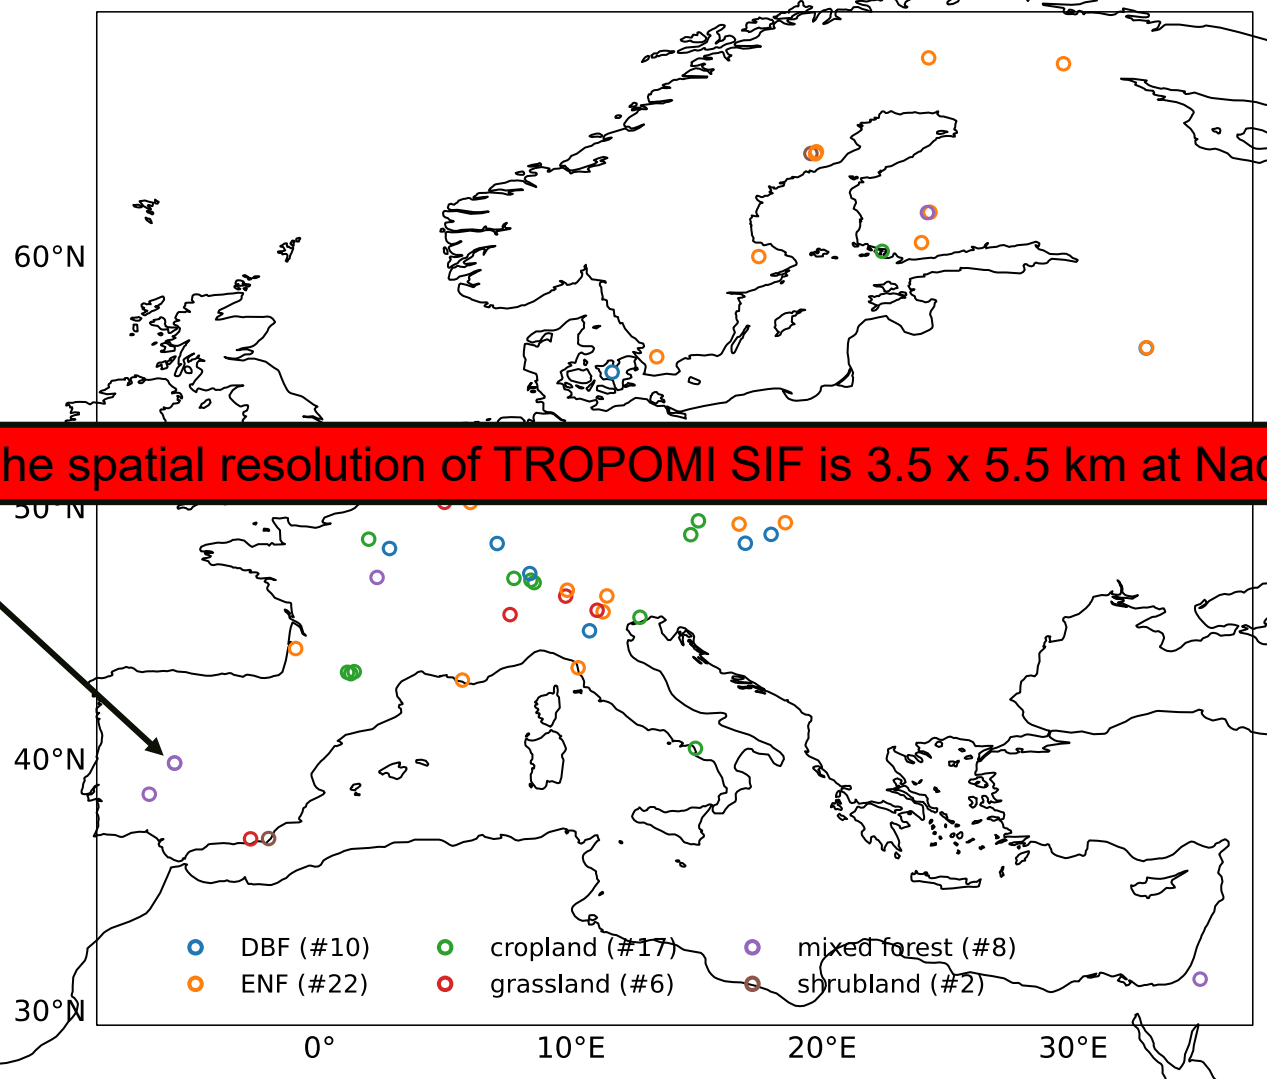 60°N
he spatial resolution of TROPOMI SIF is 3.5 x 5.5 km at Nad
50°N
40°N
DBF (#10) cropland (#17) mixed forest (#8)
ENF (#22) grassland (#6) shrubland (#2)
30°N
0° 10°E 20°E 30°E